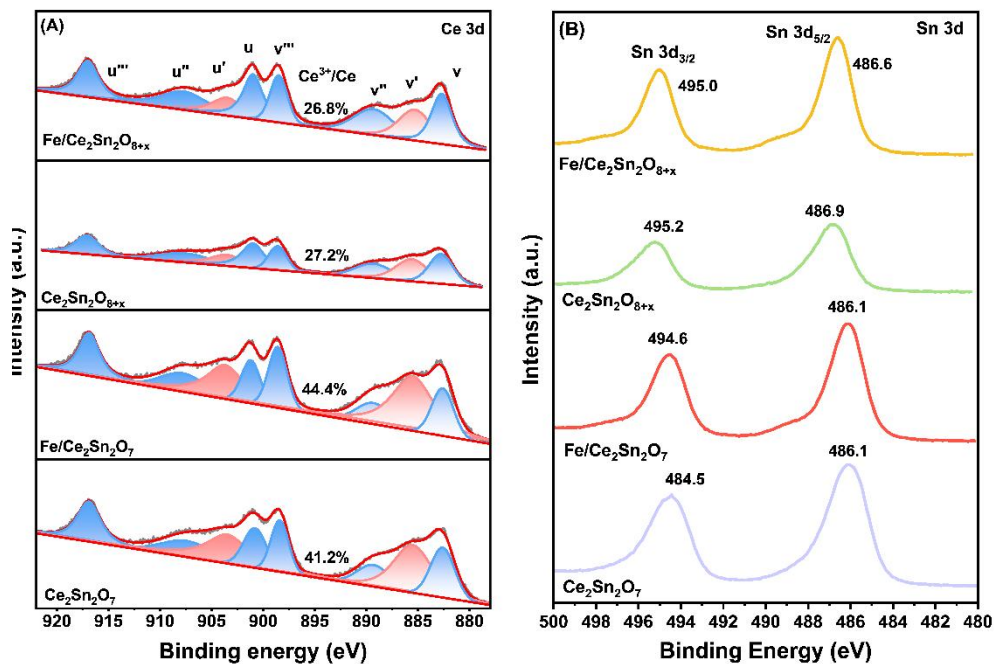 (A)
Ce 3d
u'''
u''
u'
u
v'''
Ce³⁺/Ce
v''
v'
v
26.8%
Fe/Ce₂Sn₂O₈₊ₓ
27.2%
Ce₂Sn₂O₈₊ₓ
44.4%
Fe/Ce₂Sn₂O₇
41.2%
Ce₂Sn₂O₇
Intensity (a.u.)
920 915 910 905 900 895 890 885 880
Binding energy (eV)
(B)
Sn 3d
Sn 3d₃/₂
495.0
Sn 3d₅/₂
486.6
Fe/Ce₂Sn₂O₈₊ₓ
495.2
486.9
Ce₂Sn₂O₈₊ₓ
494.6
486.1
Fe/Ce₂Sn₂O₇
484.5
486.1
Ce₂Sn₂O₇
Intensity (a.u.)
500 498 496 494 492 490 488 486 484 482 480
Binding Energy (eV)